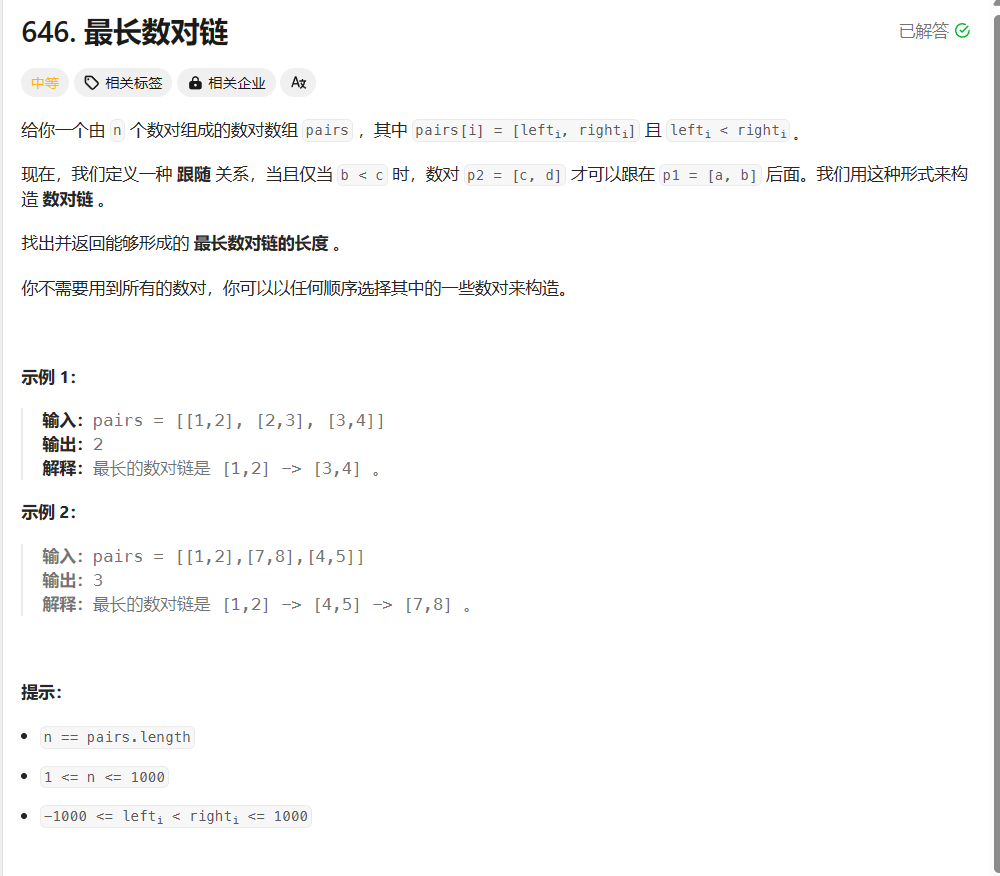 646. 最长数对链
已解答
中等 相关标签 相关企业 Ax
给你一个由 n 个数对组成的数对数组 pairs ，其中 pairs[i] = [lefti, righti] 且 lefti < righti 。
现在，我们定义一种 跟随 关系，当且仅当 b < c 时，数对 p2 = [c, d] 才可以跟在 p1 = [a, b] 后面。我们用这种形式来构
造 数对链 。
找出并返回能够形成的 最长数对链的长度 。
你不需要用到所有的数对，你可以以任何顺序选择其中的一些数对来构造。
示例 1：
输入：pairs = [[1,2], [2,3], [3,4]]
输出：2
解释：最长的数对链是 [1,2] -> [3,4] 。
示例 2：
输入：pairs = [[1,2],[7,8],[4,5]]
输出：3
解释：最长的数对链是 [1,2] -> [4,5] -> [7,8] 。
提示：
n == pairs.length
1 <= n <= 1000
-1000 <= lefti < righti <= 1000